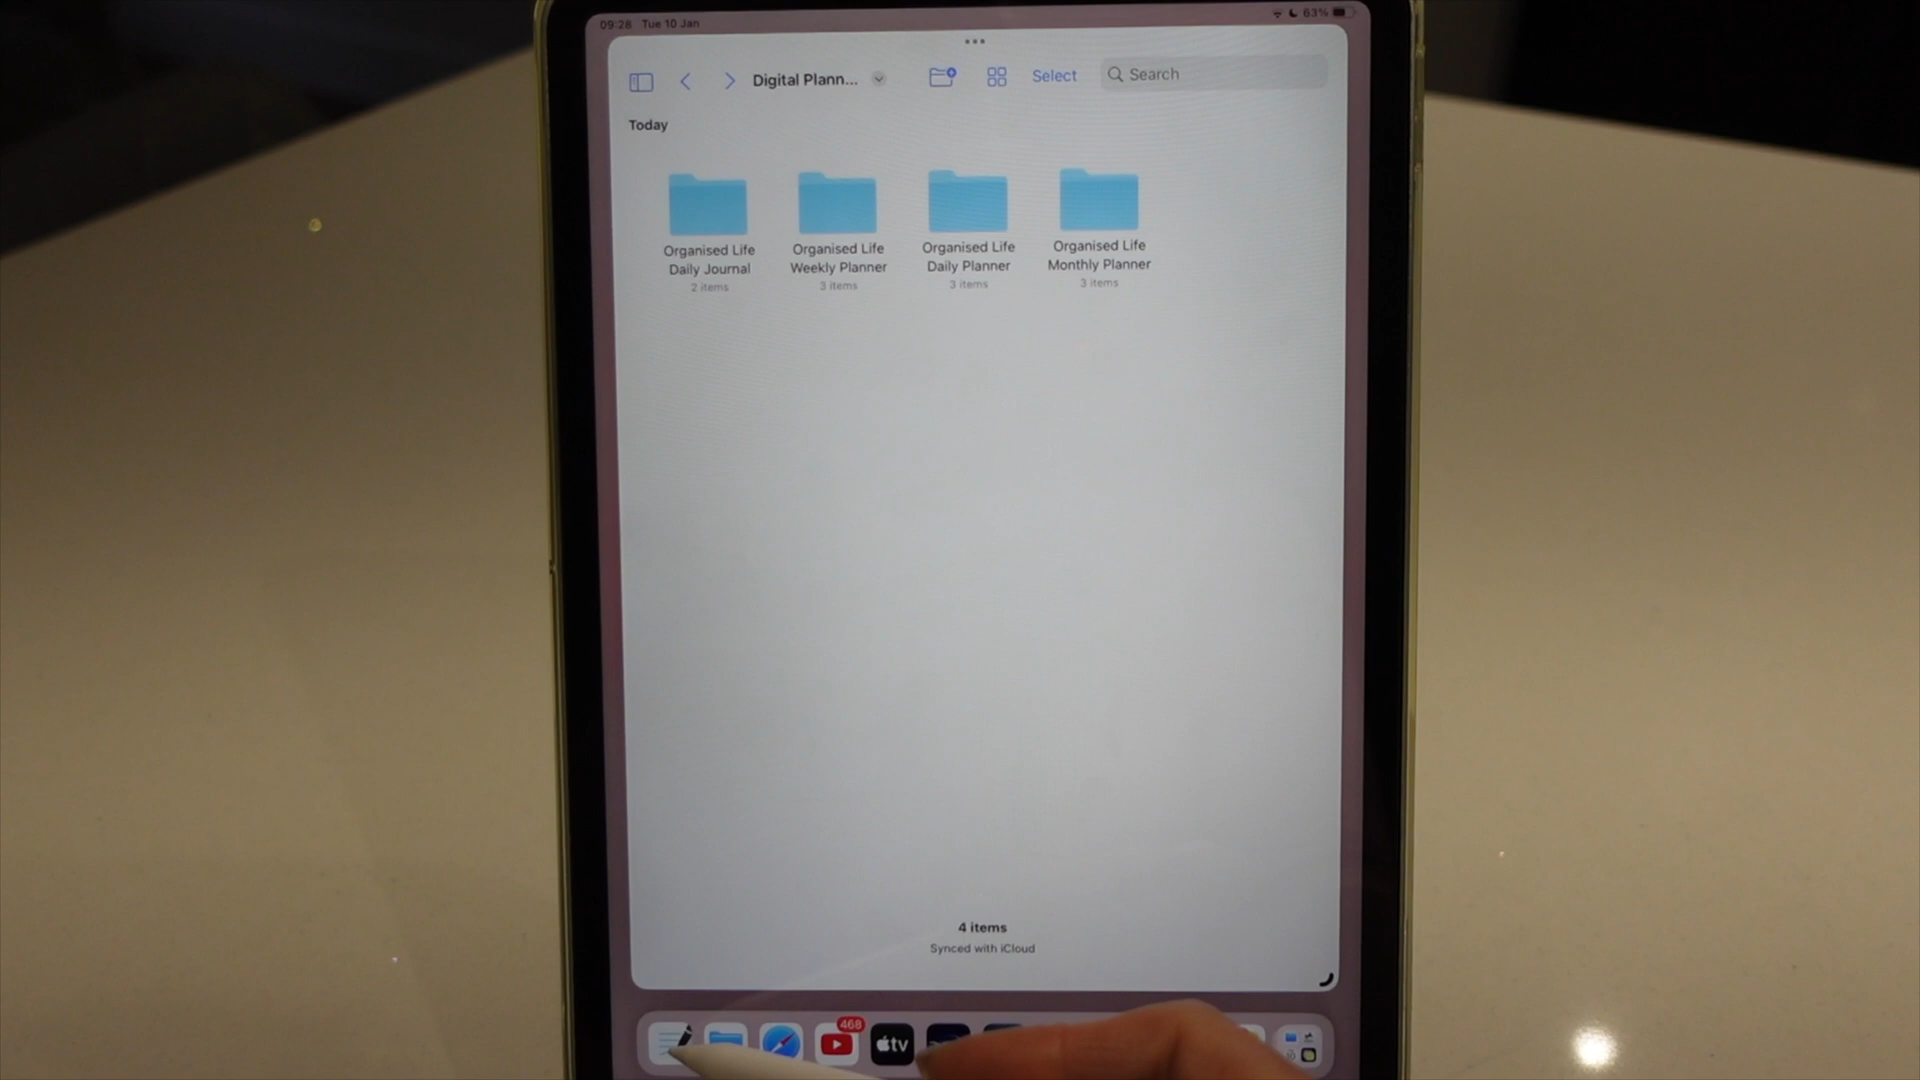 09:28 Tue 10 Jan
63%
Digital Plann...
Select
Search
Today
Organised Life
Daily Journal
2 items
Organised Life
Weekly Planner
3 items
Organised Life
Daily Planner
3 items
Organised Life
Monthly Planner
3 items
4 items
Synced with iCloud
468
tv